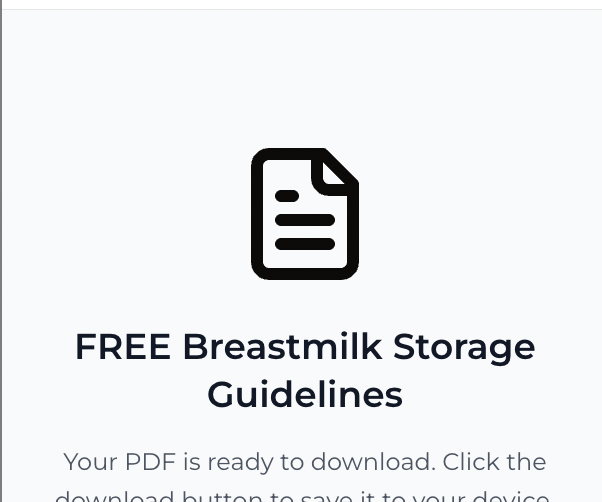 FREE Breastmilk Storage
Guidelines
Your PDF is ready to download. Click the
download button to save it to your device